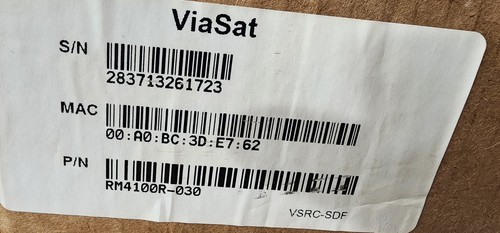 ViaSat
S/N
283713261723
MAC
00:A0:BC:3D:E7:62
P/N
RM4100R-030
VSRC-SDF